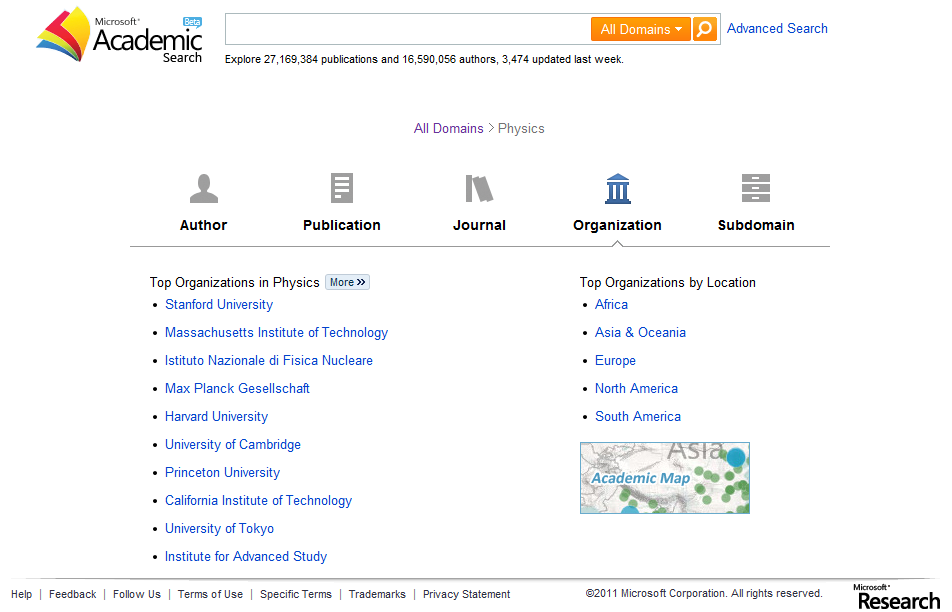 Microsoft®
Beta
Academic
Search
All Domains
Advanced Search
Explore 27,169,384 publications and 16,590,056 authors, 3,474 updated last week.
All Domains > Physics
Author Publication Journal Organization Subdomain
Top Organizations in Physics More »
Stanford University
Massachusetts Institute of Technology
Istituto Nazionale di Fisica Nucleare
Max Planck Gesellschaft
Harvard University
University of Cambridge
Princeton University
California Institute of Technology
University of Tokyo
Institute for Advanced Study
Top Organizations by Location
Africa
Asia & Oceania
Europe
North America
South America
Asia
Academic Map
Help | Feedback | Follow Us | Terms of Use | Specific Terms | Trademarks | Privacy Statement
©2011 Microsoft Corporation. All rights reserved.
Microsoft®
Research